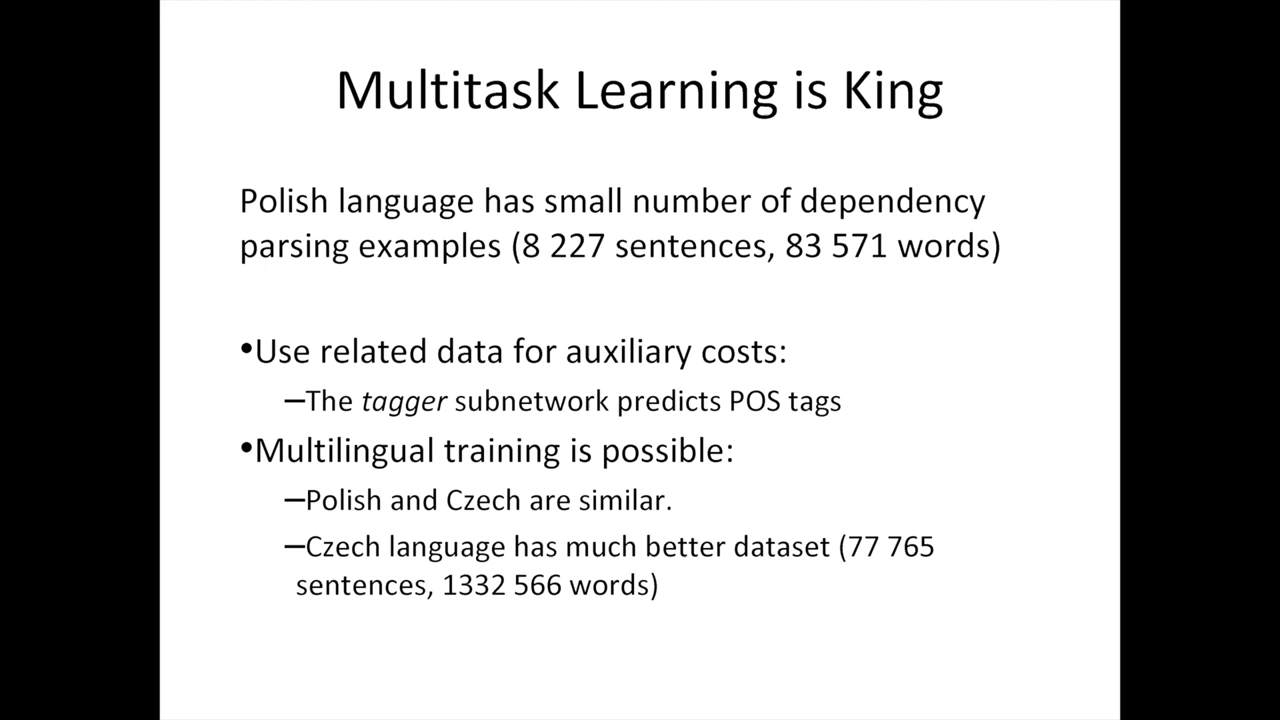 Multitask Learning is King
Polish language has small number of dependency
parsing examples (8 227 sentences, 83 571 words)
•Use related data for auxiliary costs:
–The tagger subnetwork predicts POS tags
•Multilingual training is possible:
–Polish and Czech are similar.
–Czech language has much better dataset (77 765
sentences, 1332 566 words)